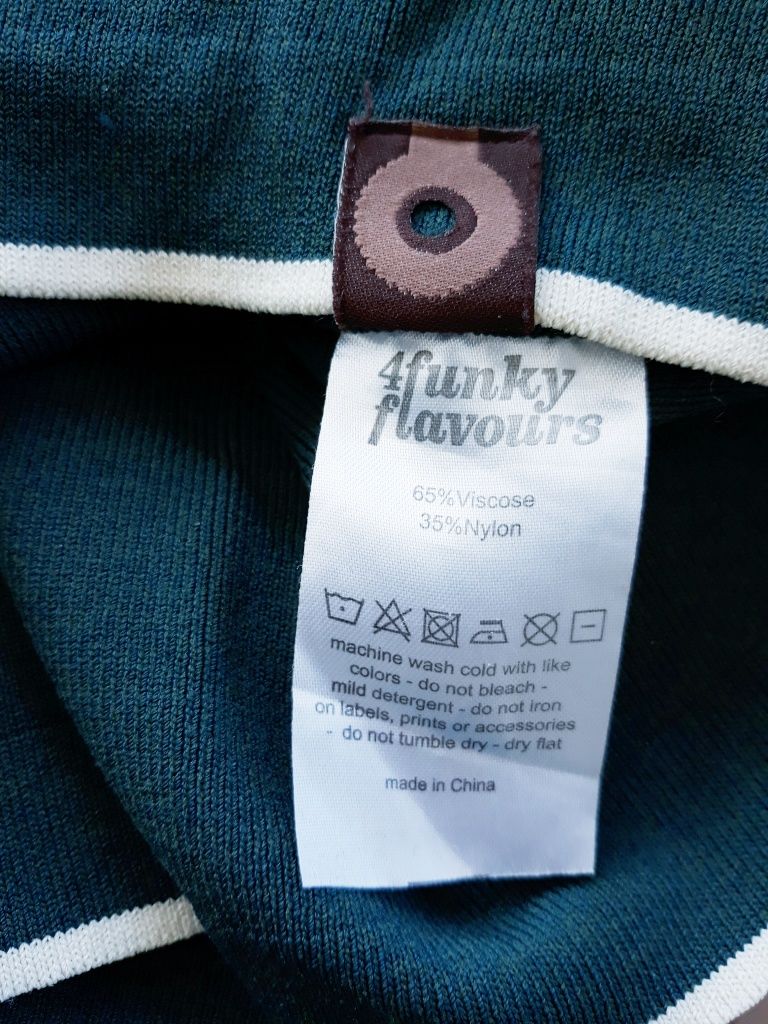 4funky
flavours
65%Viscose
35%Nylon
machine wash cold with like
colors - do not bleach -
mild detergent - do not iron
on labels, prints or accessories
- do not tumble dry - dry flat
made in China